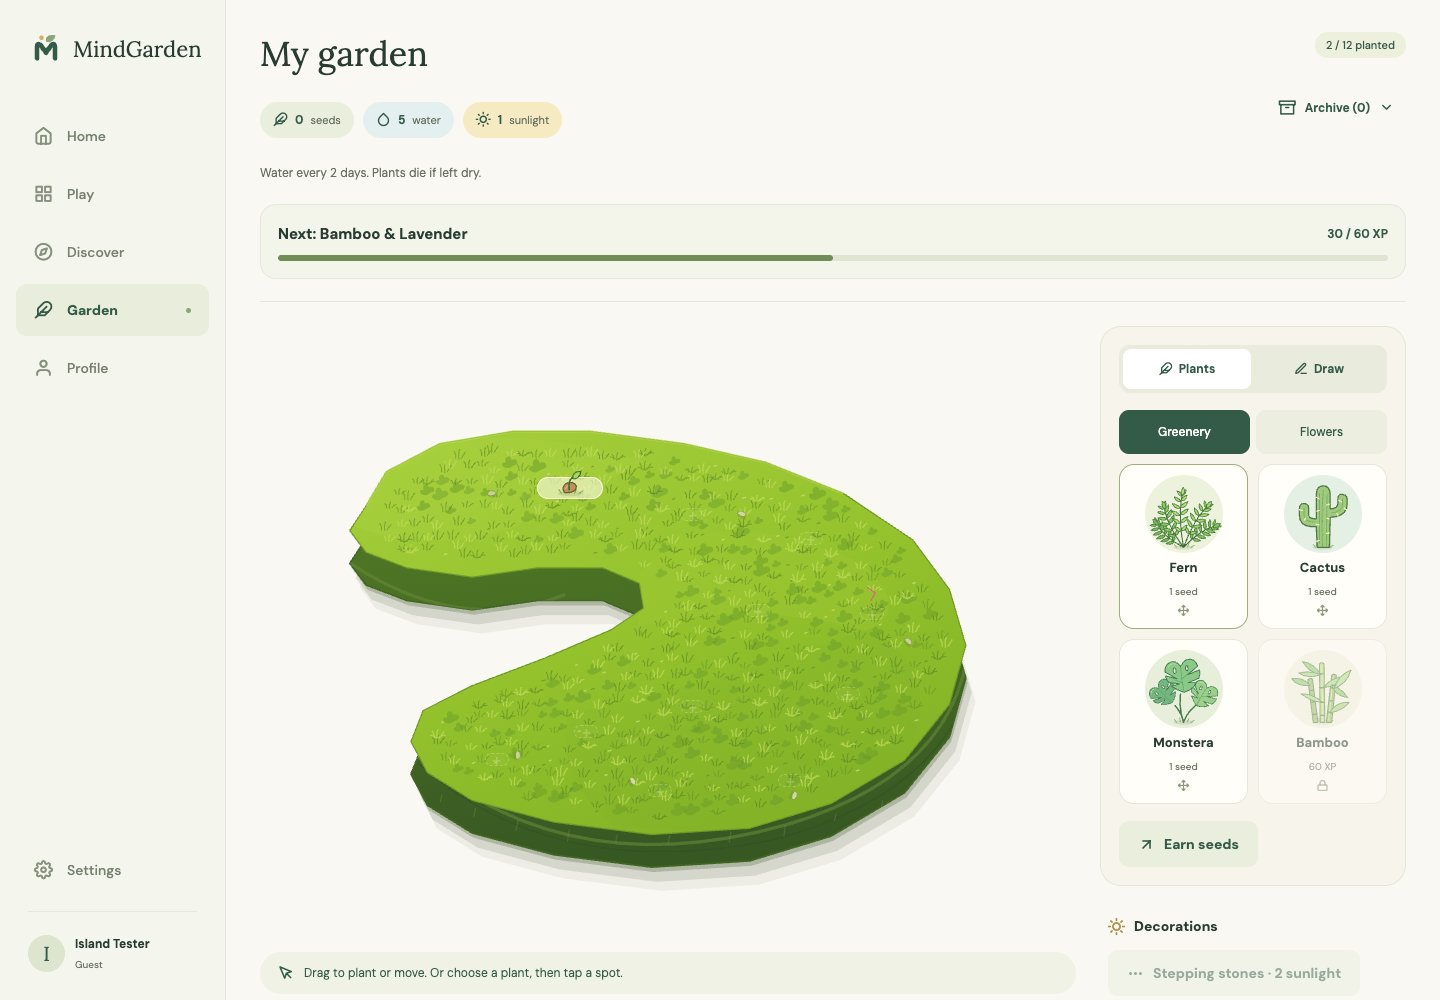 MindGarden
Home
Play
Discover
Garden
Profile
Settings
I
Island Tester
Guest
My garden
2 / 12 planted
0 seeds
5 water
1 sunlight
Archive (0)
Water every 2 days. Plants die if left dry.
Next: Bamboo & Lavender
30 / 60 XP
Plants
Draw
Greenery
Flowers
Fern
1 seed
Cactus
1 seed
Monstera
1 seed
Bamboo
60 XP
Earn seeds
Decorations
Stepping stones · 2 sunlight
Drag to plant or move. Or choose a plant, then tap a spot.